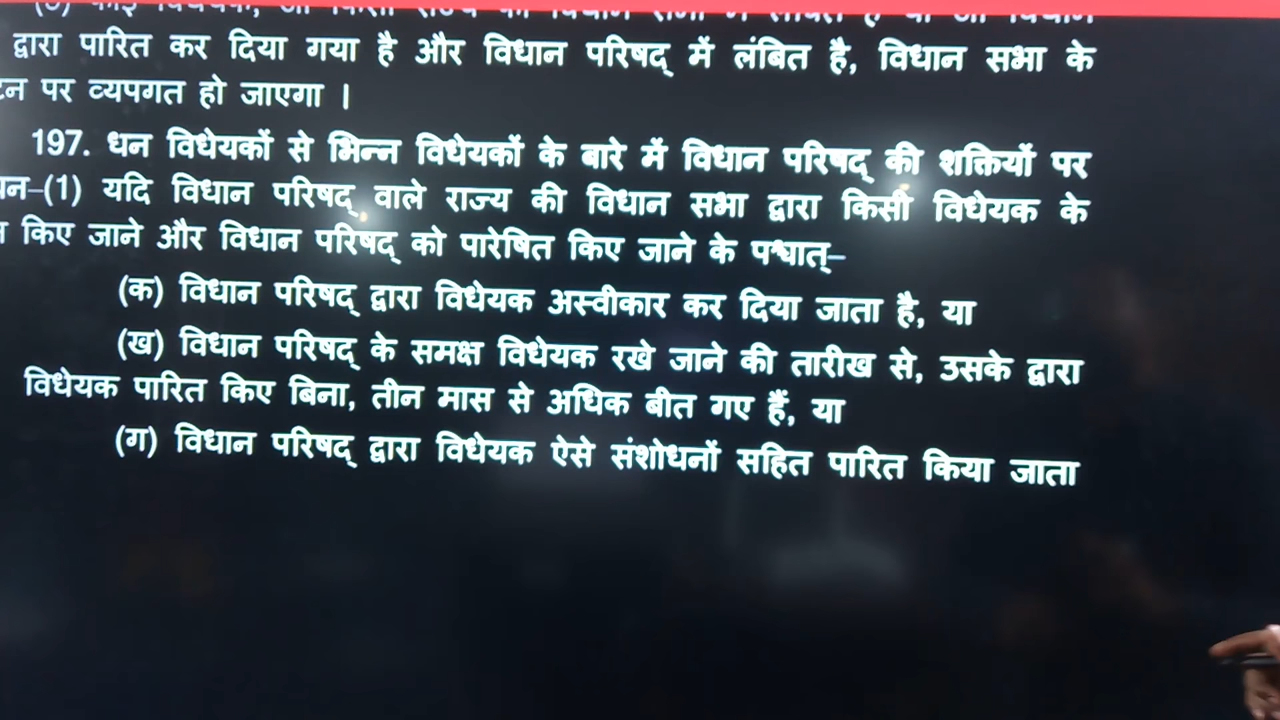 द्वारा पारित कर दिया गया है और विधान परिषद् में लंबित है, विधान सभा के
पर व्यपगत हो जाएगा ।
197. धन विधेयकों से भिन्न विधेयकों के बारे में विधान परिषद् की शक्तियों पर
–(1) यदि विधान परिषद् वाले राज्य की विधान सभा द्वारा किसी विधेयक के
किए जाने और विधान परिषद् को पारेषित किए जाने के पश्चात्–
(क) विधान परिषद् द्वारा विधेयक अस्वीकार कर दिया जाता है, या
(ख) विधान परिषद् के समक्ष विधेयक रखे जाने की तारीख से, उसके द्वारा
विधेयक पारित किए बिना, तीन मास से अधिक बीत गए हैं, या
(ग) विधान परिषद् द्वारा विधेयक ऐसे संशोधनों सहित पारित किया जाता